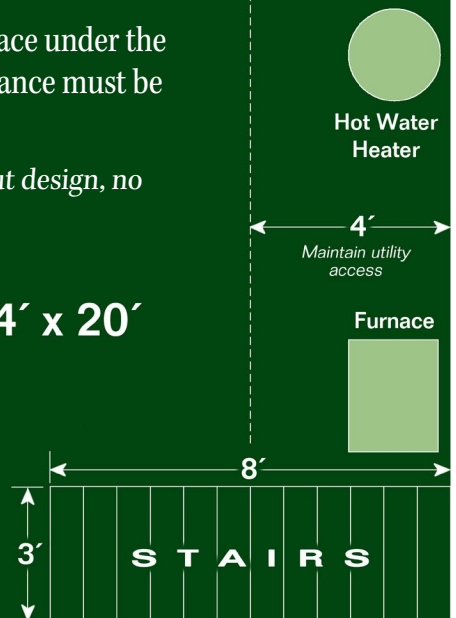 ace under the
ance must be
ut design, no
4´ x 20´
Hot Water
Heater
4´
Maintain utility
access
Furnace
8´
3´
STAIRS